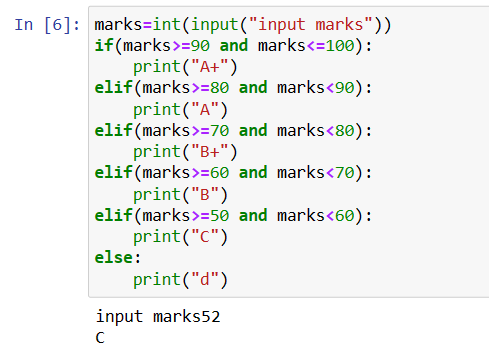 In [6]: marks=int(input("input marks"))
if(marks>=90 and marks<=100):
    print("A+")
elif(marks>=80 and marks<90):
    print("A")
elif(marks>=70 and marks<80):
    print("B+")
elif(marks>=60 and marks<70):
    print("B")
elif(marks>=50 and marks<60):
    print("C")
else:
    print("d")
input marks52
C